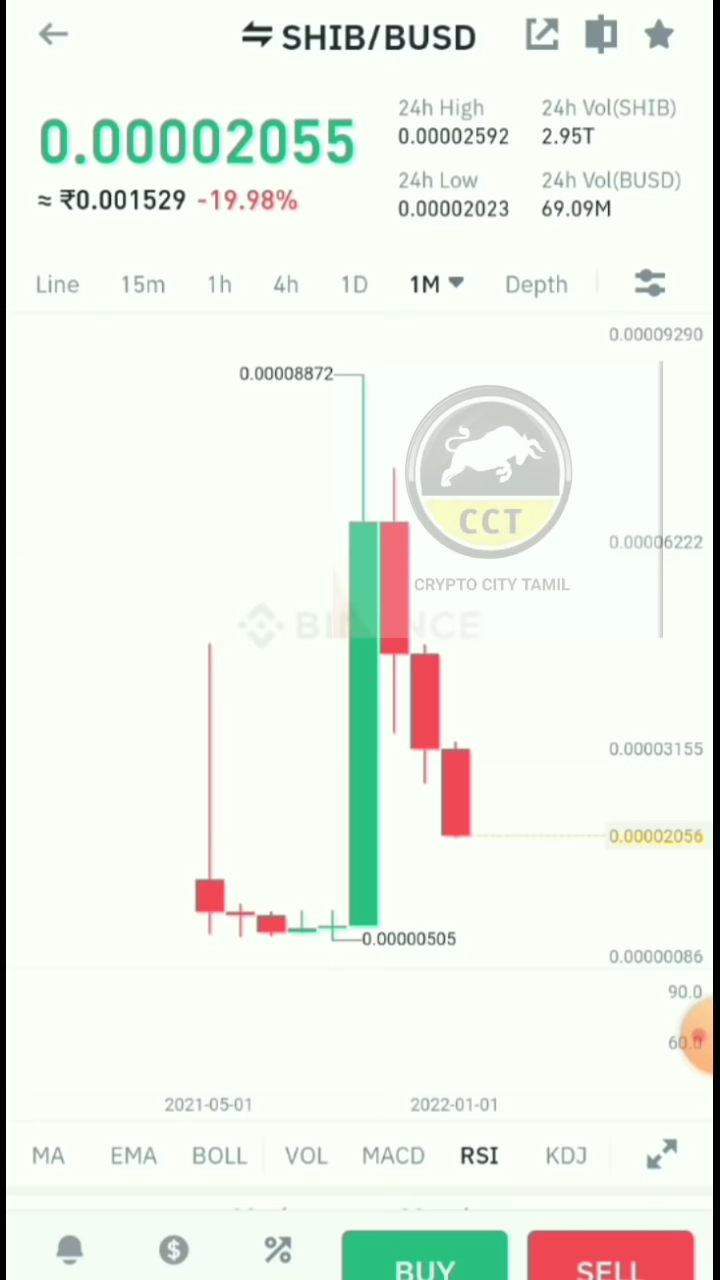 SHIB/BUSD
0.00002055
≈ ₹0.001529 -19.98%
24h High
0.00002592
24h Vol(SHIB)
2.95T
24h Low
0.00002023
24h Vol(BUSD)
69.09M
Line 15m 1h 4h 1D 1M Depth
0.00009290
0.00008872
CCT
CRYPTO CITY TAMIL
0.00006222
BINANCE
0.00003155
0.00002056
0.00000505
0.00000086
90.0
60.0
2021-05-01 2022-01-01
MA EMA BOLL VOL MACD RSI KDJ
BUY SELL